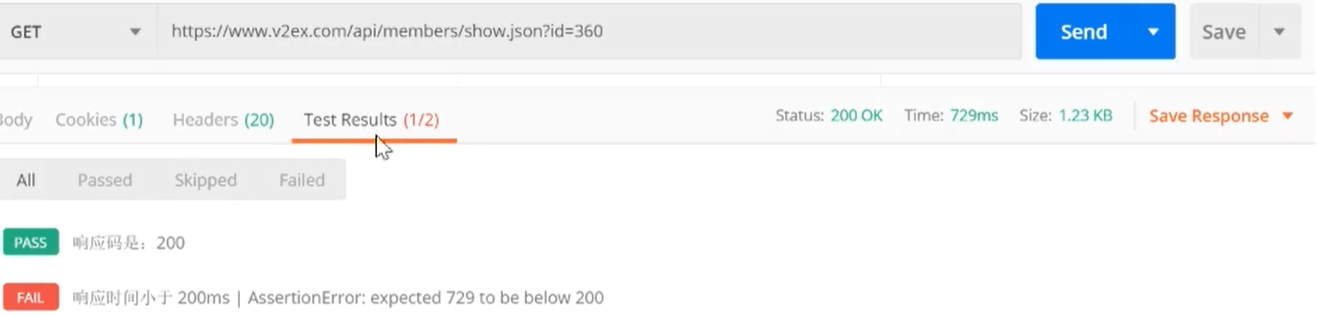 GET https://www.v2ex.com/api/members/show.json?id=360 Send Save
Body Cookies (1) Headers (20) Test Results (1/2) Status: 200 OK Time: 729ms Size: 1.23 KB Save Response
All Passed Skipped Failed
PASS 响应码是：200
FAIL 响应时间小于 200ms | AssertionError: expected 729 to be below 200